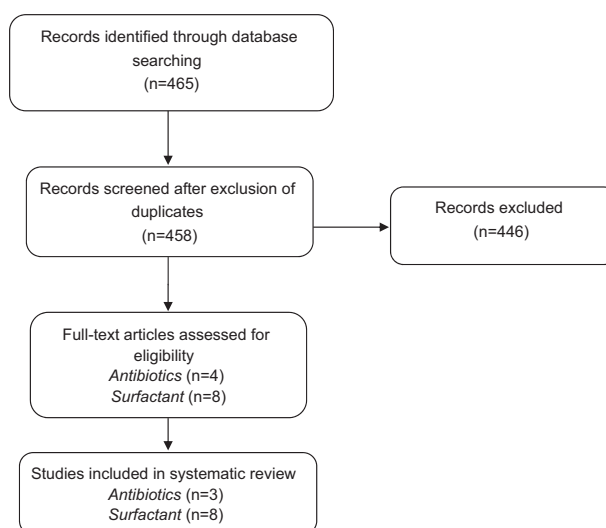 Records identified through database
searching
(n=465)
Records screened after exclusion of
duplicates
(n=458)
Records excluded
(n=446)
Full-text articles assessed for
eligibility
Antibiotics (n=4)
Surfactant (n=8)
Studies included in systematic review
Antibiotics (n=3)
Surfactant (n=8)